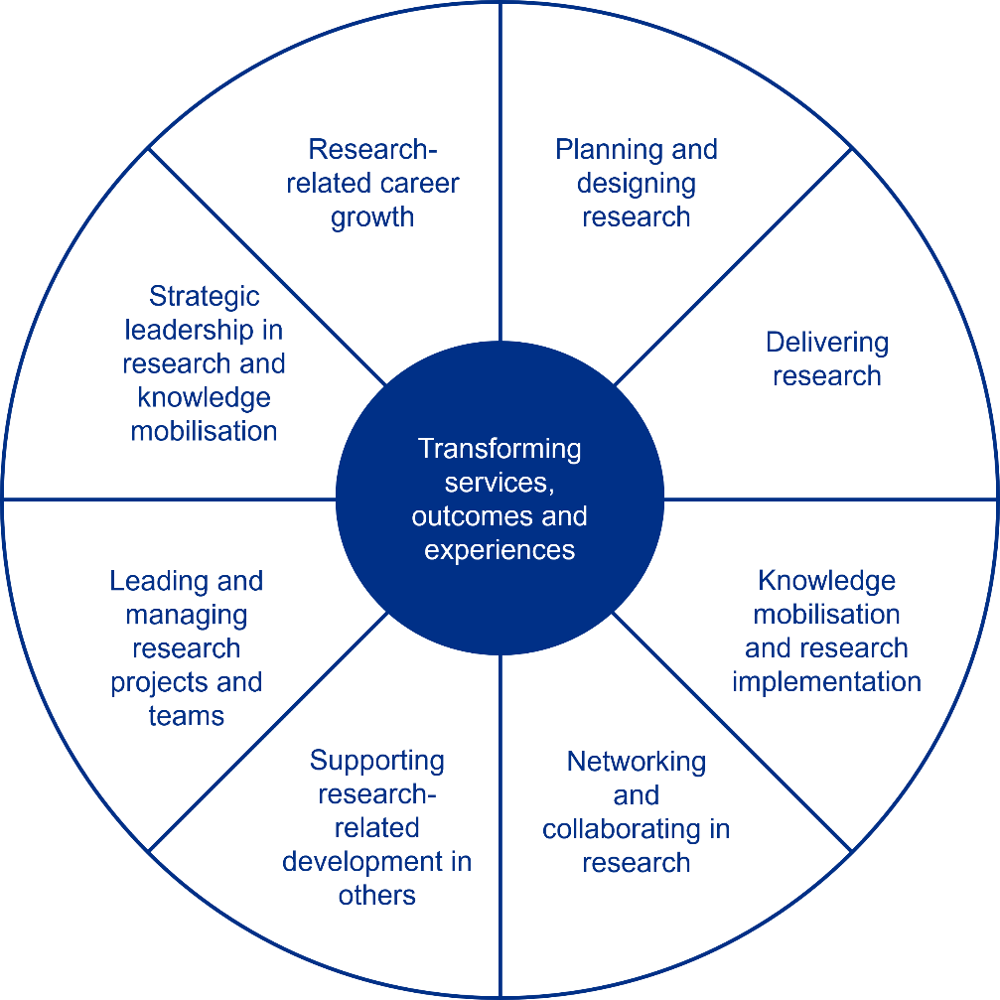 Planning and
designing
research
Delivering
research
Knowledge
mobilisation
and research
implementation
Networking
and
collaborating in
research
Supporting
research-
related
development in
others
Leading and
managing
research
projects and
teams
Strategic
leadership in
research and
knowledge
mobilisation
Research-
related career
growth
Transforming
services,
outcomes and
experiences